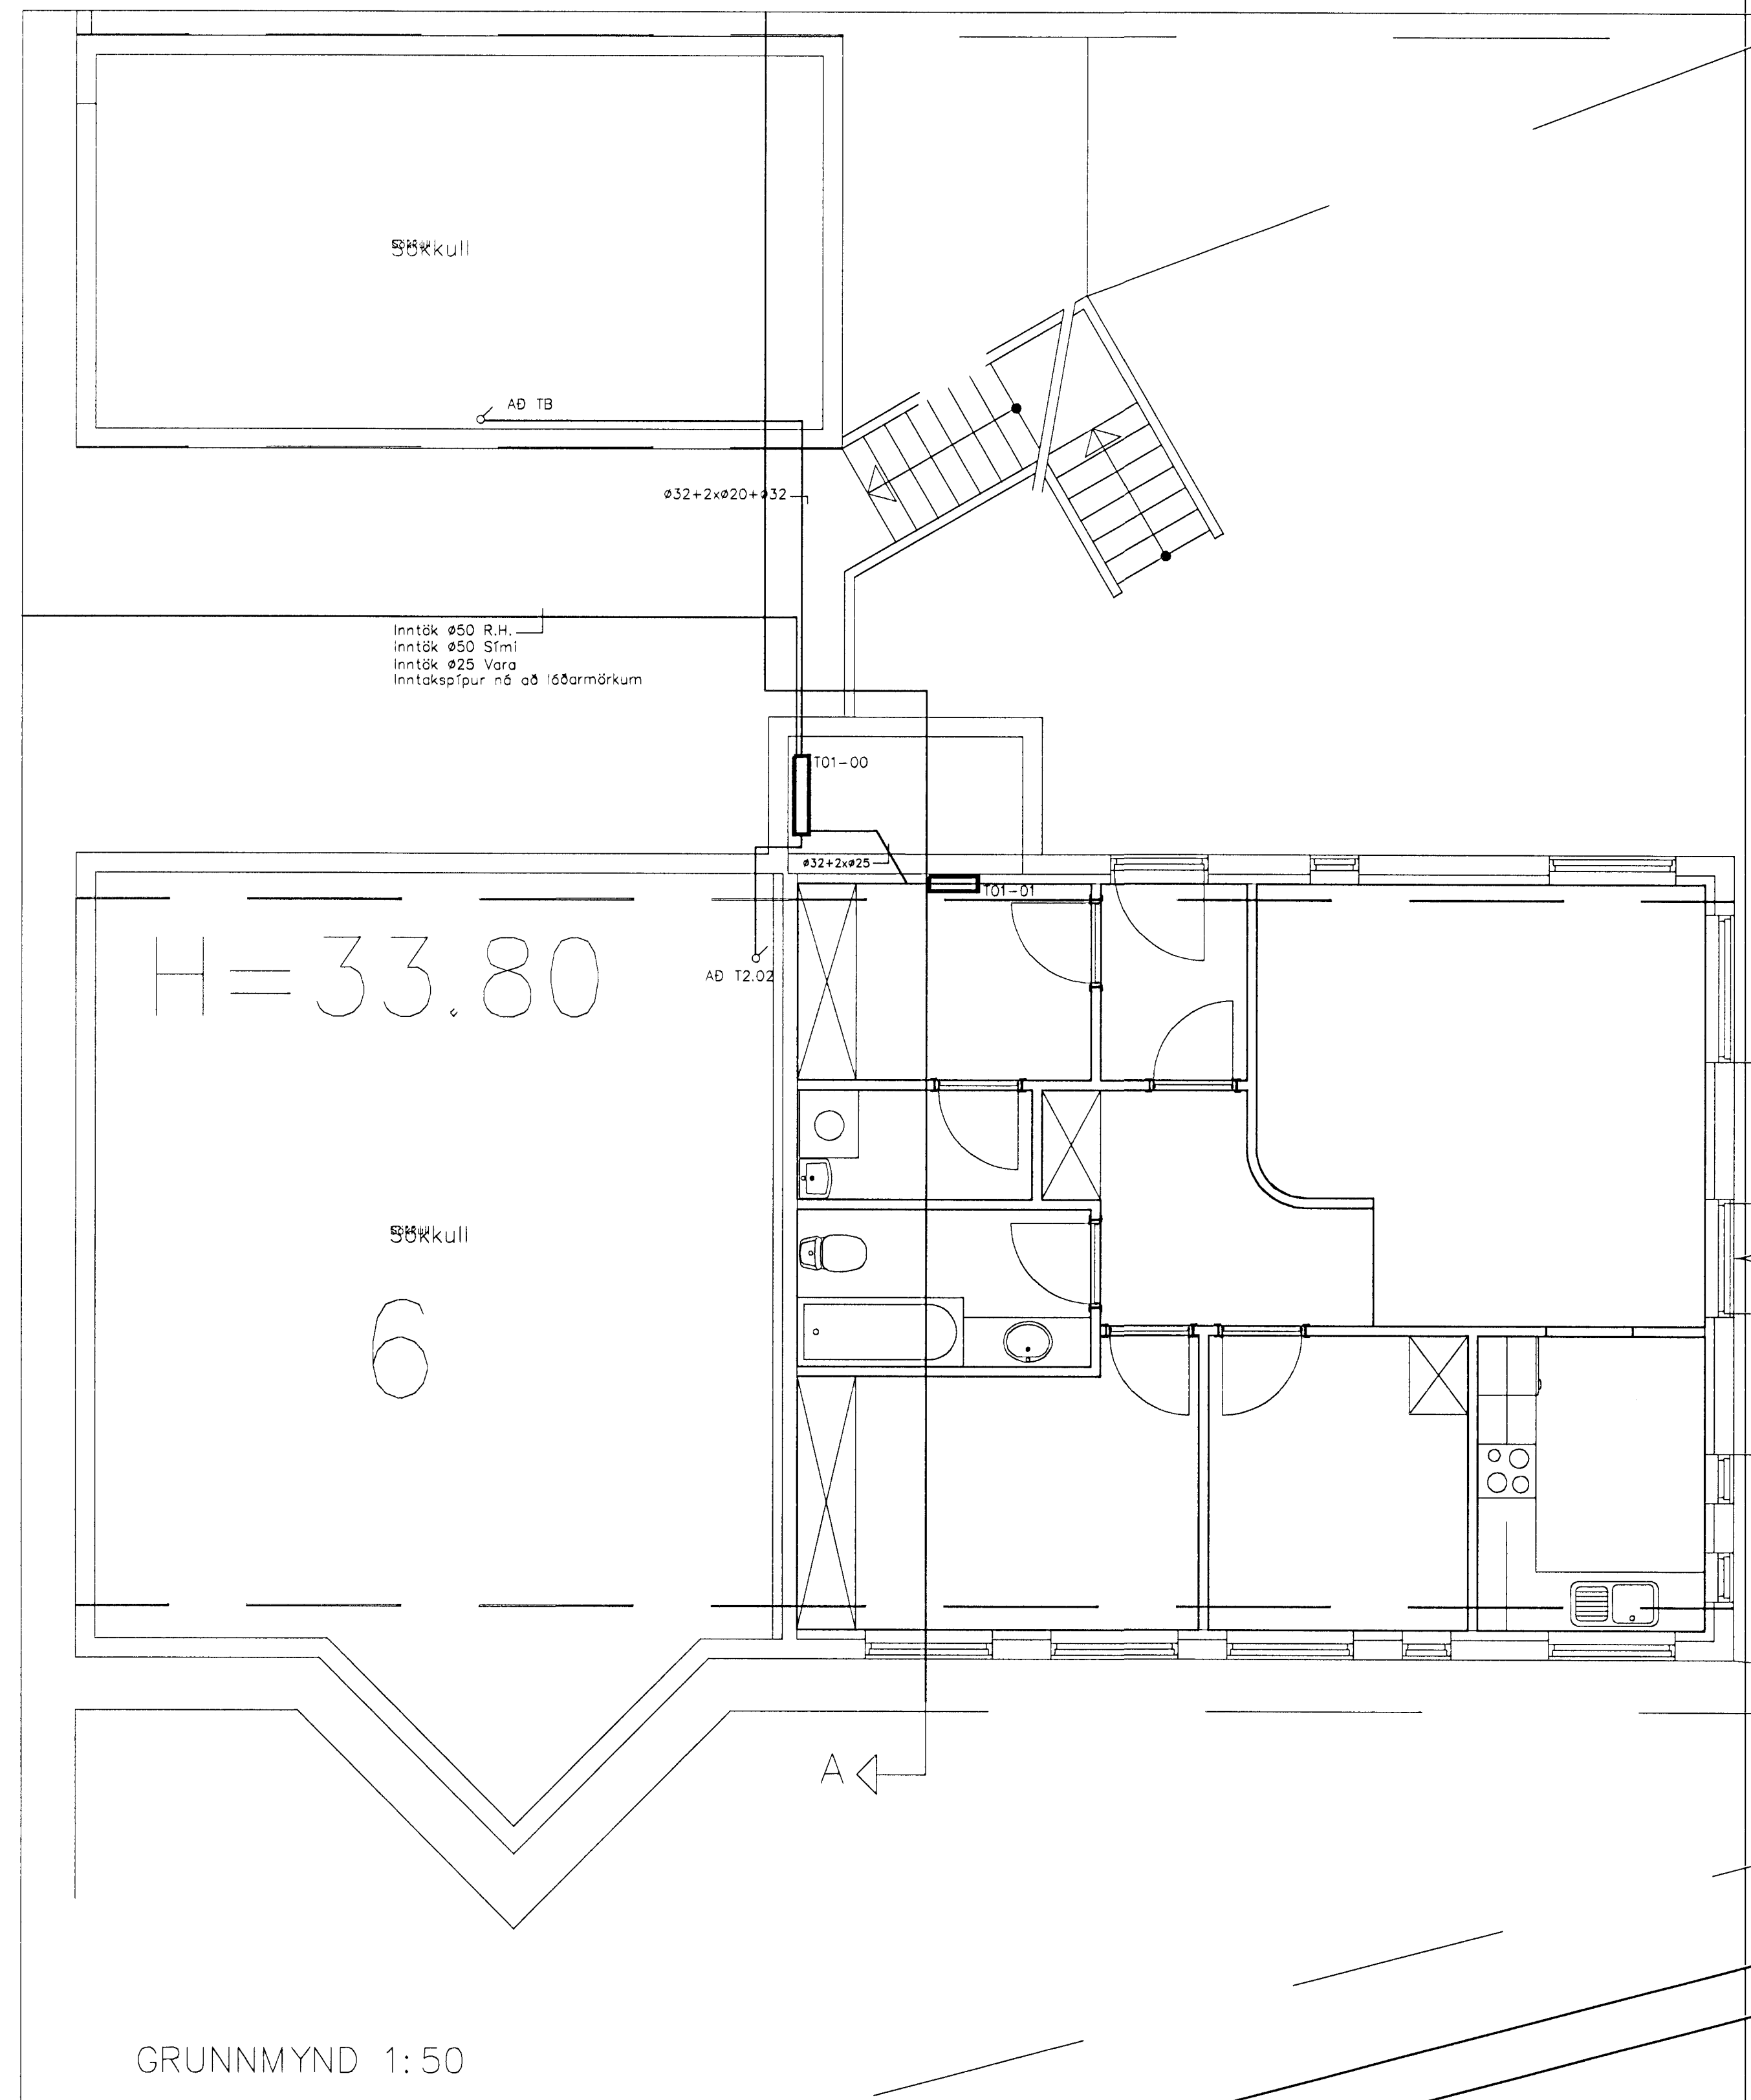 Sökkull
AÐ TB
ø32+2xø20+ø32
Inntök ø50 R.H.
Inntök ø50 Sími
Inntök ø25 Vara
Inntakspípur ná að lóðarmörkum
T01-00
ø32+2xø25
T01-01
H=33.80
AÐ T2.02
Sökkull
6
A
GRUNNMYND 1:50